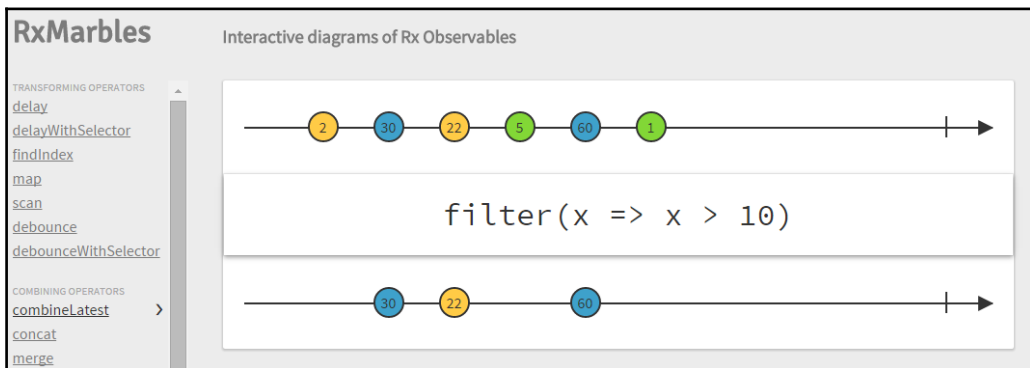 RxMarbles
Interactive diagrams of Rx Observables
TRANSFORMING OPERATORS
delay
delayWithSelector
findIndex
map
scan
debounce
debounceWithSelector
COMBINING OPERATORS
combineLatest >
concat
merge
2 30 22 5 60 1
filter(x => x > 10)
30 22 60